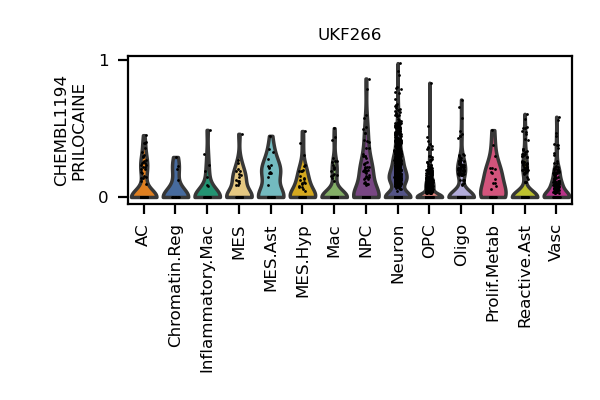 UKF266
CHEMBL1194
PRILOCAINE
1
0
AC
Chromatin.Reg
Inflammatory.Mac
MES
MES.Ast
MES.Hyp
Mac
NPC
Neuron
OPC
Oligo
Prolif.Metab
Reactive.Ast
Vasc